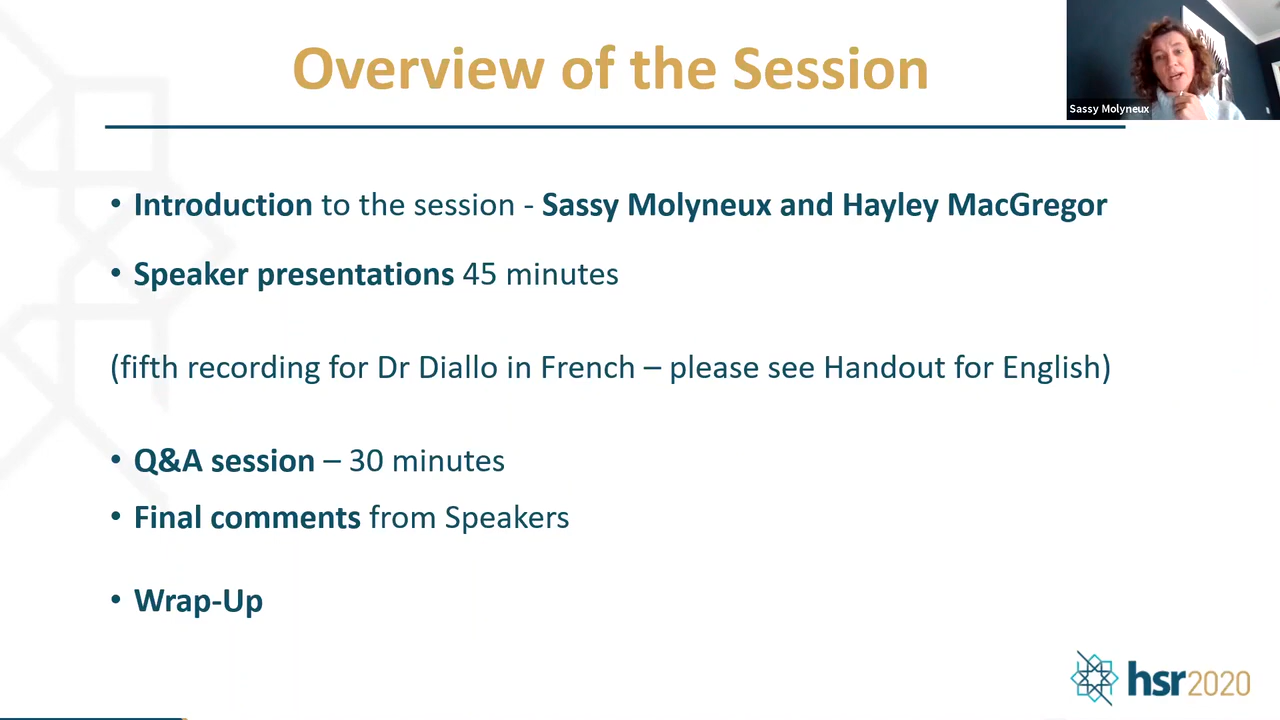 Overview of the Session
Sassy Molyneux
• Introduction to the session - Sassy Molyneux and Hayley MacGregor
• Speaker presentations 45 minutes
(fifth recording for Dr Diallo in French – please see Handout for English)
• Q&A session – 30 minutes
• Final comments from Speakers
• Wrap-Up
hsr2020